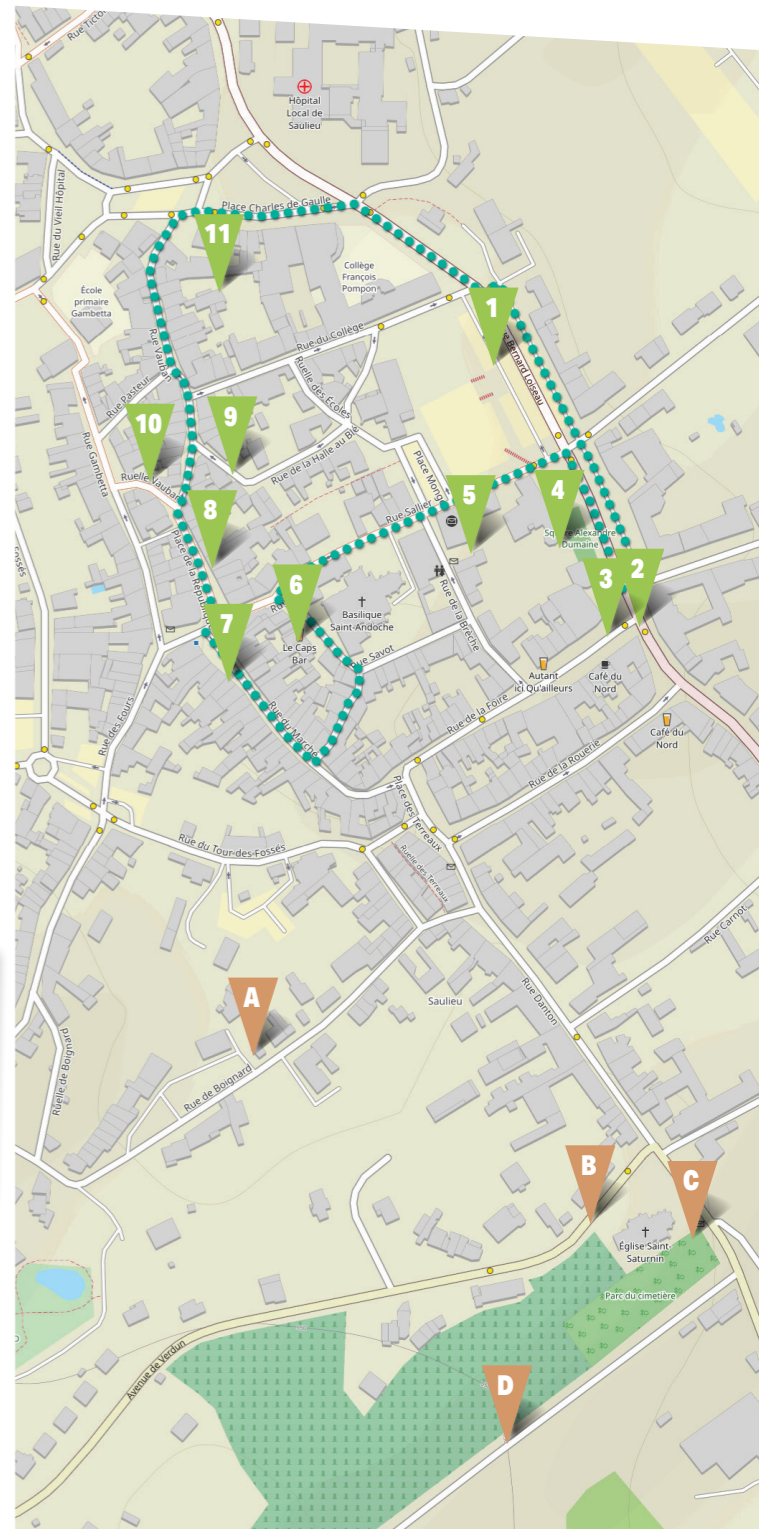 Rue du Vieil Hôpital
Hôpital
Local de
Saulieu
Place Charles de Gaulle
11
Collège
François
Pompon
École
primaire
Gambetta
1
Bernard Loiseau
Rue du Collège
Rue Vauban
Ruelle des Écoles
Rue Pasteur
10
9
Rue Gambetta
Rue de la Halle au Blé
Ruelle Vauban
Place Monge
Fossés
8
5
4
Rue Sallier
Place de la République
Square Alexandre
Dumaine
6
3
2
Basilique
Saint-Andoche
7
Rue de la Brèche
Le Caps
Bar
Rue Savot
Autant
ici Qu'ailleurs
Café du
Nord
Rue des Fours
Rue du Marché
Rue de la Foire
Café du
Nord
Rue de la Rouerie
Place des Terreaux
Rue du Tour des Fossés
Ruelle des Terreaux
Rue Carnot
A
Saulieu
Rue Danton
Ruelle de Boignard
Rue de Boignard
B
C
Église Saint-
Saturnin
Parc du cimetière
Avenue de Verdun
D